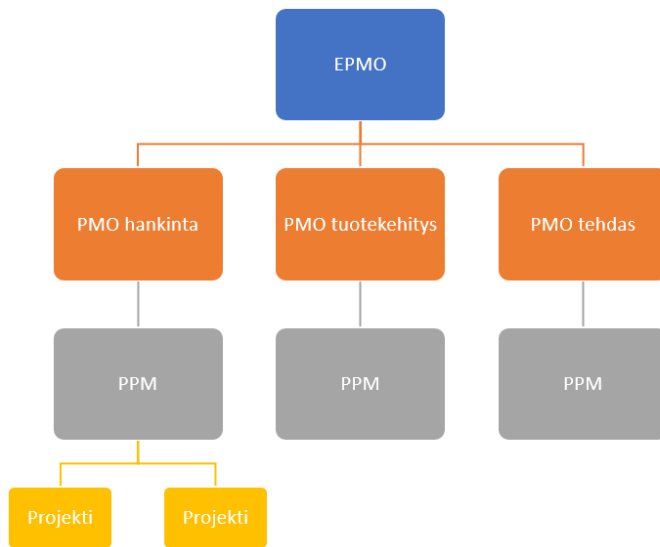 EPMO
PMO hankinta
PMO tuotekehitys
PMO tehdas
PPM
PPM
PPM
Projekti
Projekti